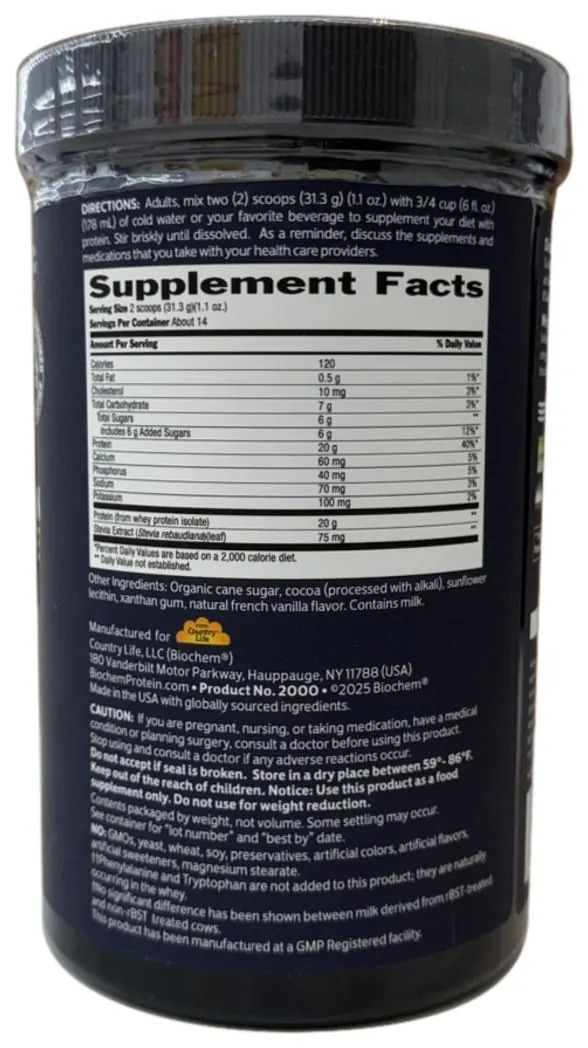 DIRECTIONS: Adults, mix two (2) scoops (31.3 g) (1.1 oz.) with 3/4 cup (6 fl. oz.)
(178 mL) of cold water or your favorite beverage to supplement your diet with
protein. Stir briskly until dissolved. As a reminder, discuss the supplements and
medications that you take with your health care providers.
Supplement Facts
Serving Size 2 scoops (31.3 g)(1.1 oz.)
Servings Per Container About 14
Amount Per Serving % Daily Value
Calories 120
Total Fat 0.5 g 1%*
Cholesterol 10 mg 3%*
Total Carbohydrate 7 g 3%*
Total Sugars 6 g **
Includes 6 g Added Sugars 6 g 12%*
Protein 20 g 40%*
Calcium 60 mg 5%
Phosphorus 40 mg 5%
Sodium 70 mg 3%
Potassium 100 mg 2%
Protein (from whey protein isolate) 20 g **
Stevia Extract (Stevia rebaudiana)(leaf) 75 mg **
*Percent Daily Values are based on a 2,000 calorie diet.
** Daily Value not established.
Other Ingredients: Organic cane sugar, cocoa (processed with alkali), sunflower
lecithin, xanthan gum, natural french vanilla flavor. Contains milk.
Manufactured for Country Life
Country Life, LLC (Biochem®)
180 Vanderbilt Motor Parkway, Hauppauge, NY 11788 (USA)
BiochemProtein.com • Product No. 2000 • ©2025 Biochem®
Made in the USA with globally sourced ingredients.
CAUTION: If you are pregnant, nursing, or taking medication, have a medical
condition or planning surgery, consult a doctor before using this product.
Stop using and consult a doctor if any adverse reactions occur.
Do not accept if seal is broken. Store in a dry place between 59°- 86°F.
Keep out of the reach of children. Notice: Use this product as a food
supplement only. Do not use for weight reduction.
Contents packaged by weight, not volume. Some settling may occur.
See container for "lot number" and "best by" date.
NO: GMOs, yeast, wheat, soy, preservatives, artificial colors, artificial flavors,
artificial sweeteners, magnesium stearate.
††Phenylalanine and Tryptophan are not added to this product; they are naturally
occurring in the whey.
No significant difference has been shown between milk derived from rBST-treated
and non-rBST treated cows.
This product has been manufactured at a GMP Registered facility.